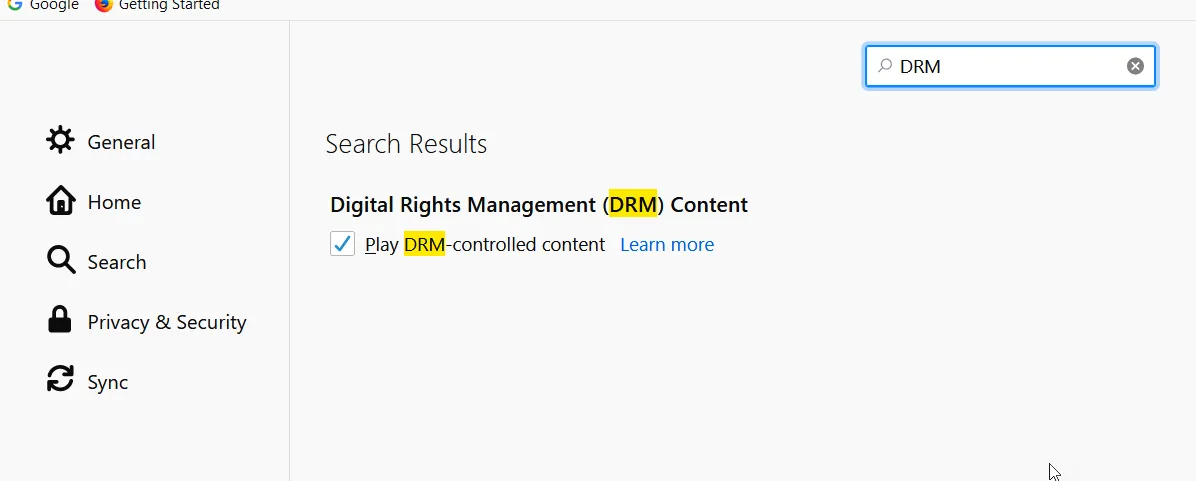 Google Getting Started
DRM
General
Home
Search
Privacy & Security
Sync
Search Results
Digital Rights Management (DRM) Content
Play DRM-controlled content Learn more